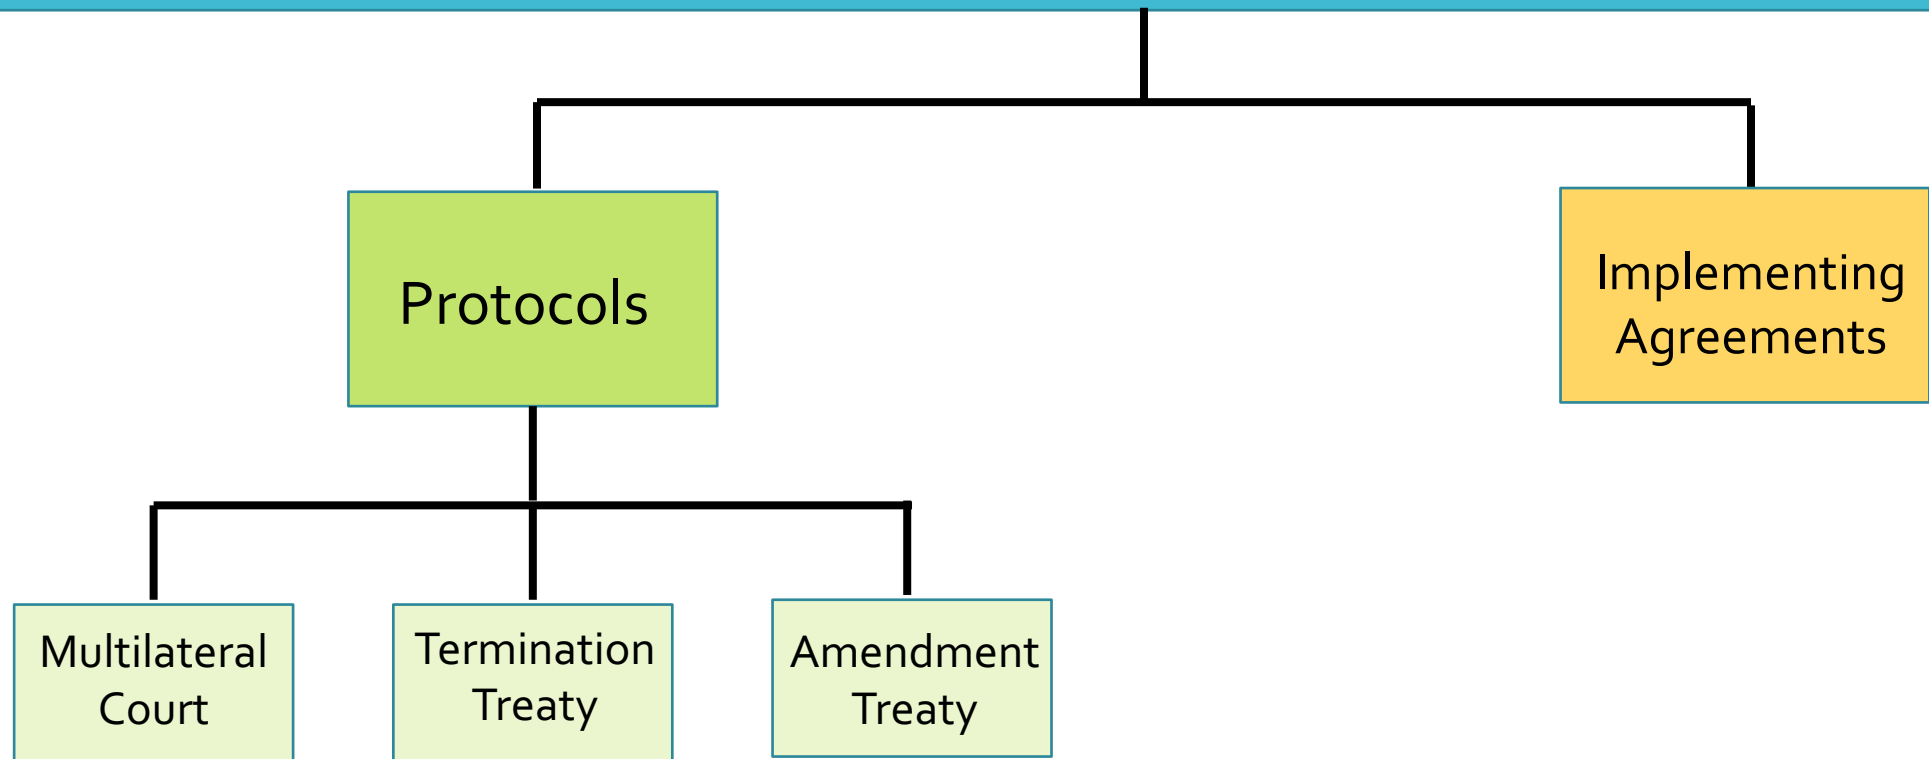 Protocols
Implementing
Agreements
Multilateral
Court
Termination
Treaty
Amendment
Treaty